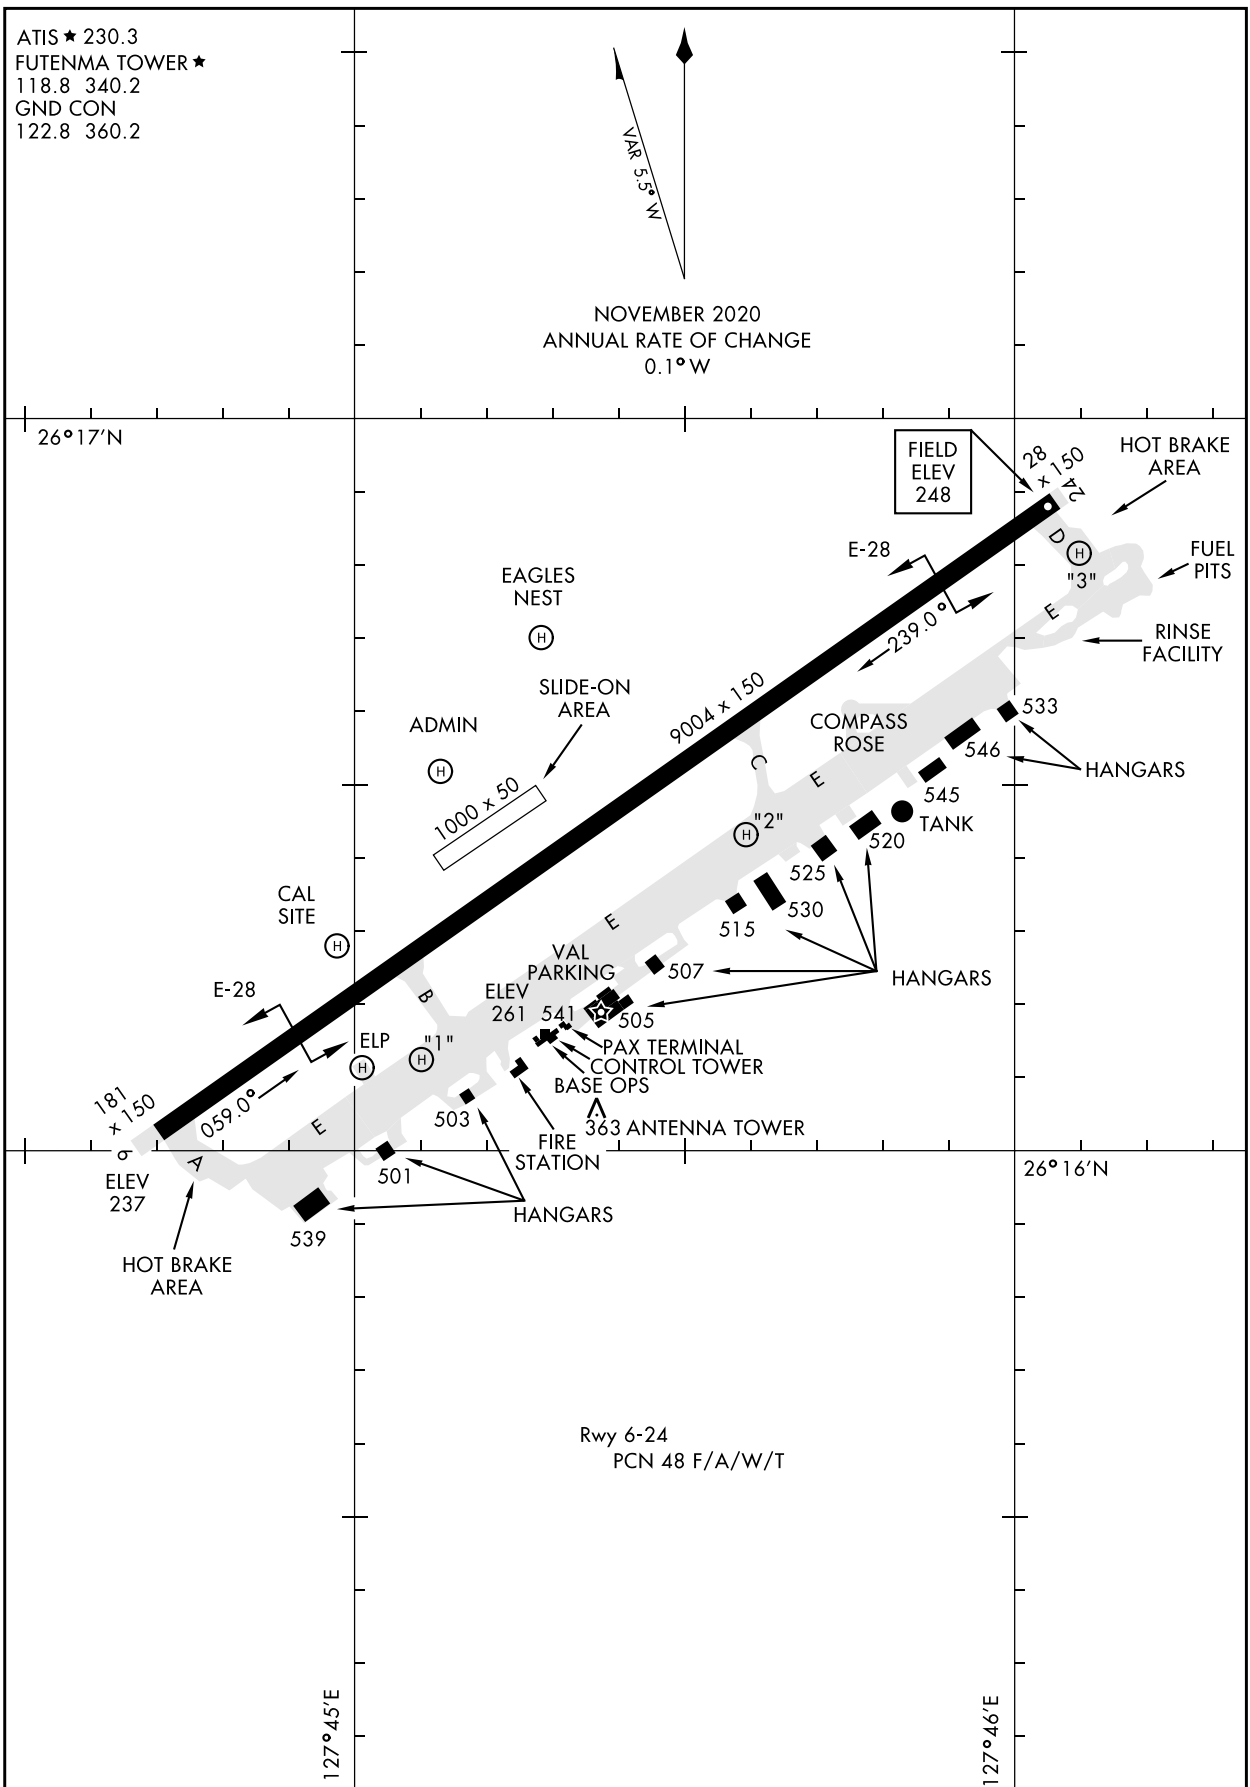 ATIS ★ 230.3
FUTENMA TOWER ★
118.8 340.2
GND CON
122.8 360.2
VAR 5.5° W
NOVEMBER 2020
ANNUAL RATE OF CHANGE
0.1° W
26°17'N
FIELD
ELEV
248
28
x 150
24
HOT BRAKE
AREA
D
H
"3"
FUEL
PITS
E-28
E
EAGLES
NEST
H
239.0°
RINSE
FACILITY
SLIDE-ON
AREA
9004 x 150
ADMIN
H
COMPASS
ROSE
533
546
HANGARS
C
E
545
1000 x 50
TANK
"2"
H
520
525
CAL
SITE
H
530
515
E
VAL
PARKING
507
HANGARS
E-28
B
ELEV
261
541
505
ELP
H
"1"
H
PAX TERMINAL
CONTROL TOWER
BASE OPS
059.0°
181
x 150
6
503
363 ANTENNA TOWER
E
FIRE
STATION
A
ELEV
237
501
26°16'N
HANGARS
539
HOT BRAKE
AREA
Rwy 6-24
PCN 48 F/A/W/T
127°45'E
127°46'E